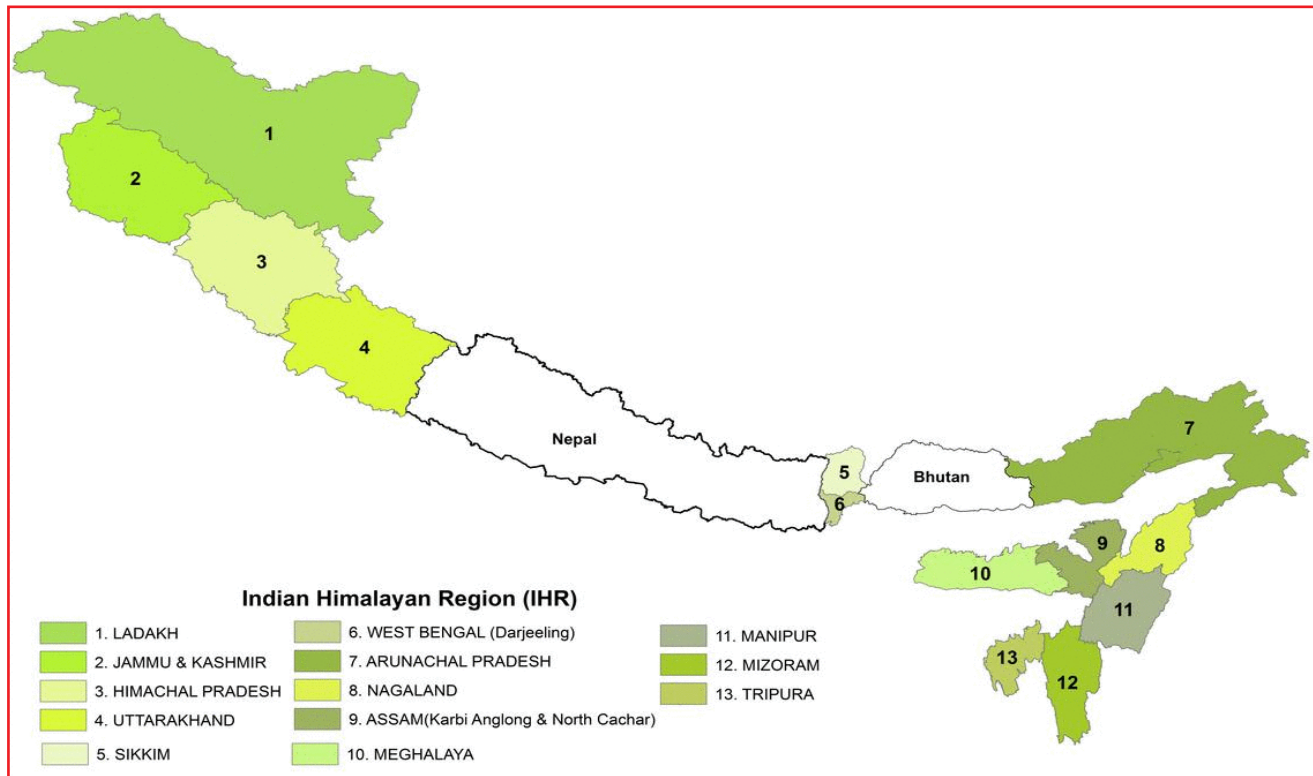 1
2
3
4
Nepal
5
6
Bhutan
7
8
9
10
11
12
13
Indian Himalayan Region (IHR)
1. LADAKH
2. JAMMU & KASHMIR
3. HIMACHAL PRADESH
4. UTTARAKHAND
5. SIKKIM
6. WEST BENGAL (Darjeeling)
7. ARUNACHAL PRADESH
8. NAGALAND
9. ASSAM(Karbi Anglong & North Cachar)
10. MEGHALAYA
11. MANIPUR
12. MIZORAM
13. TRIPURA